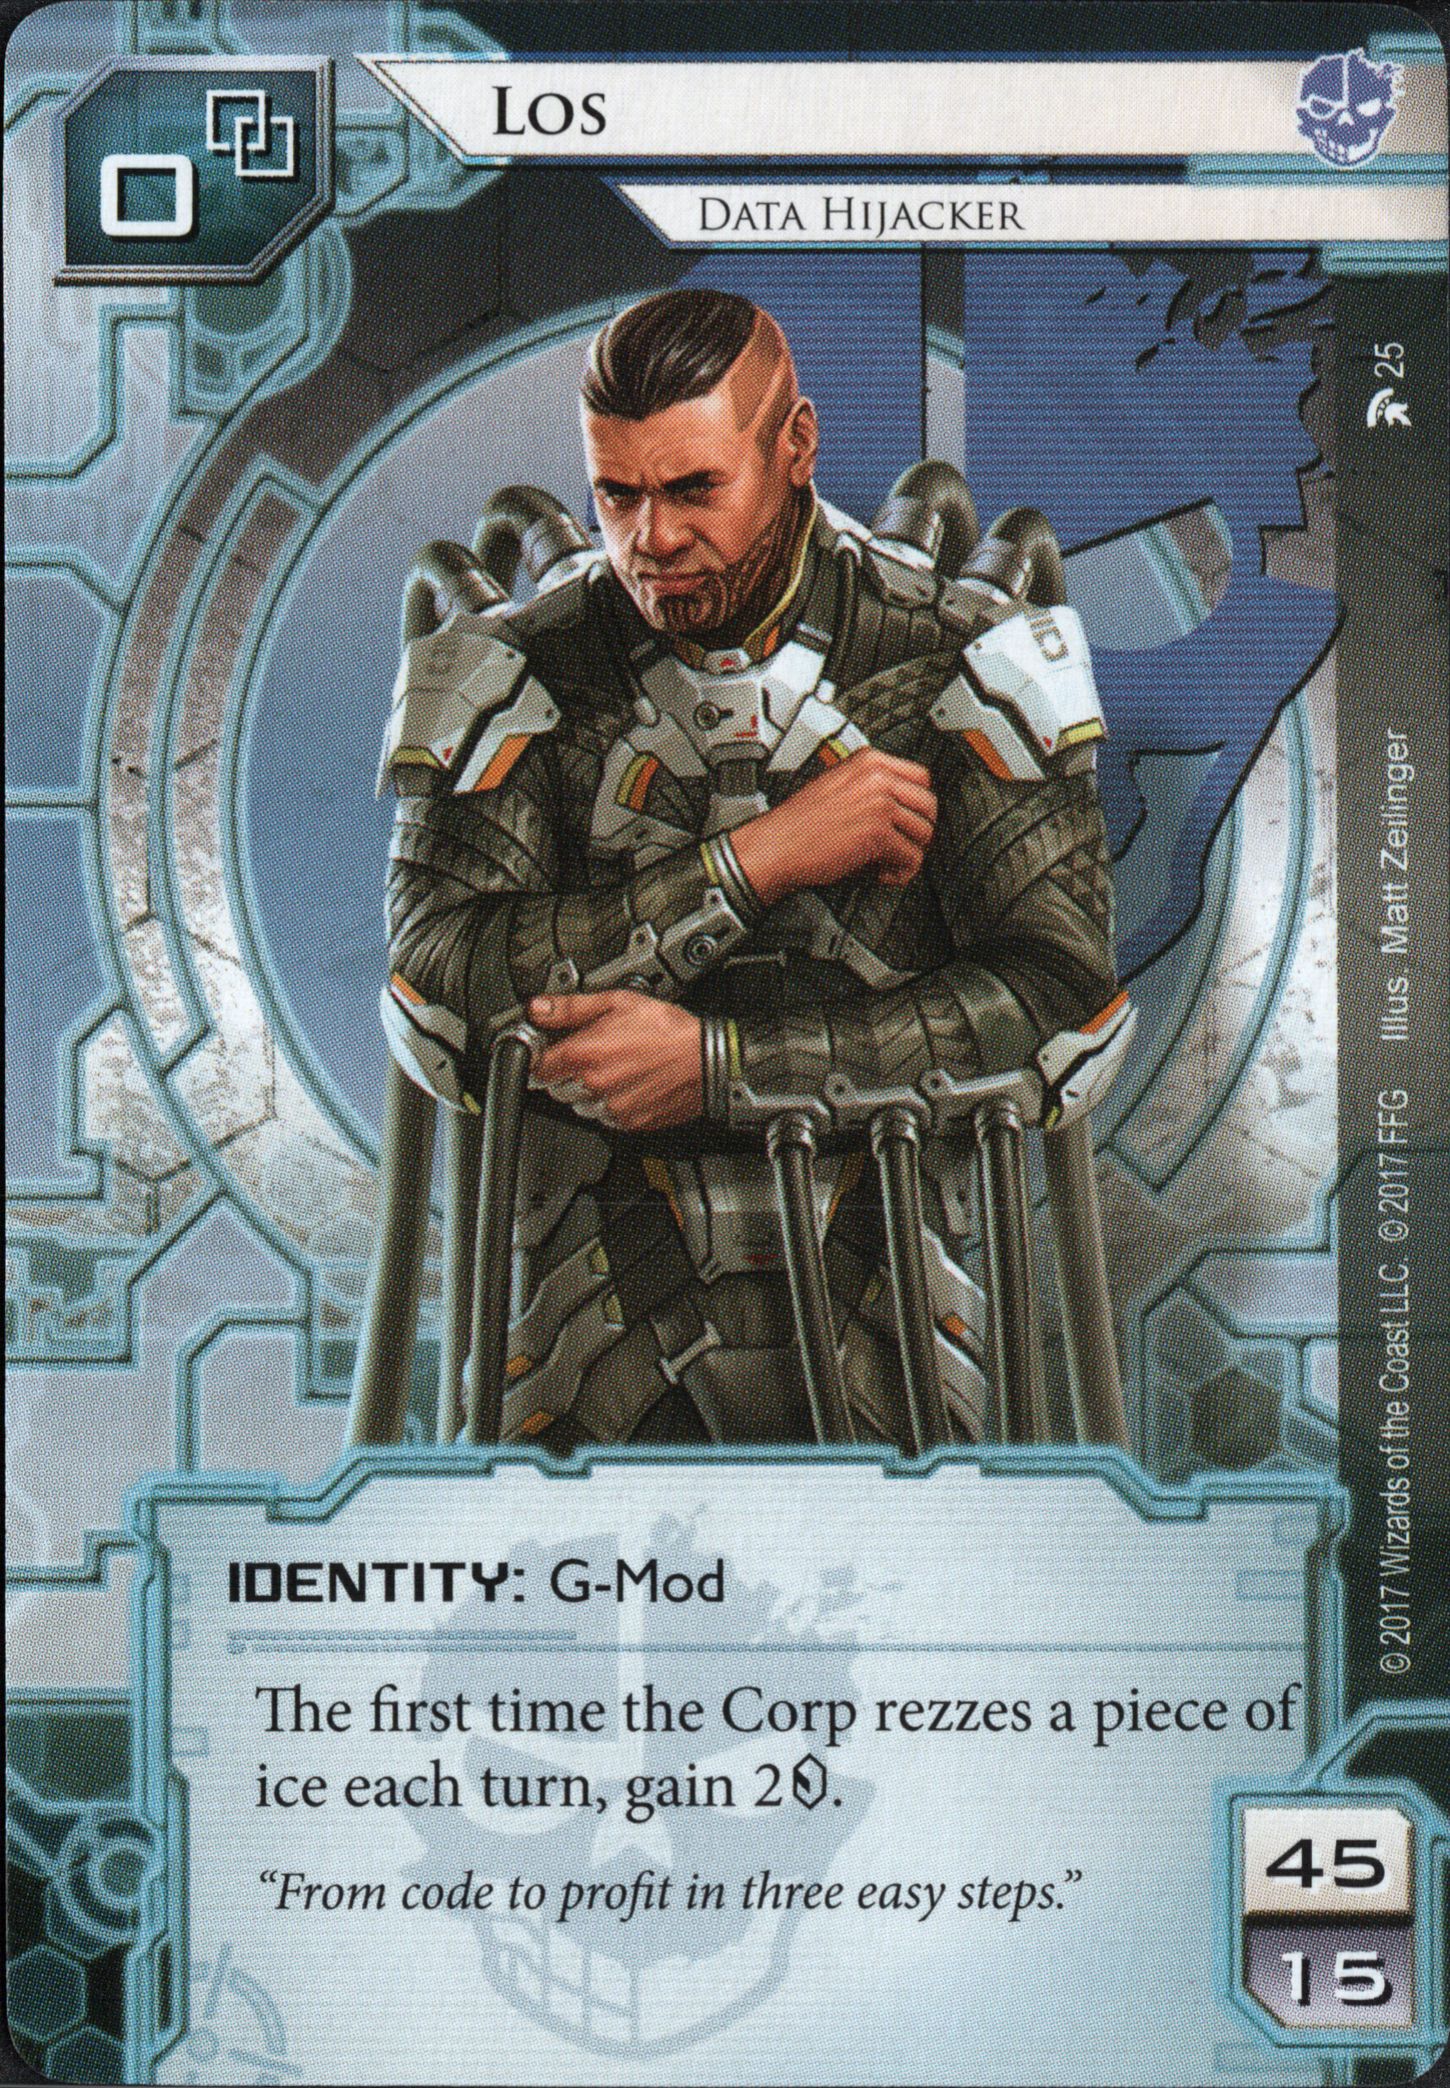 0
Los
Data Hijacker
25
Illus. Matt Zeilinger
© 2017 Wizards of the Coast LLC. © 2017 FFG
IDENTITY: G-Mod
The first time the Corp rezzes a piece of
ice each turn, gain 2.
“From code to profit in three easy steps.”
45
15